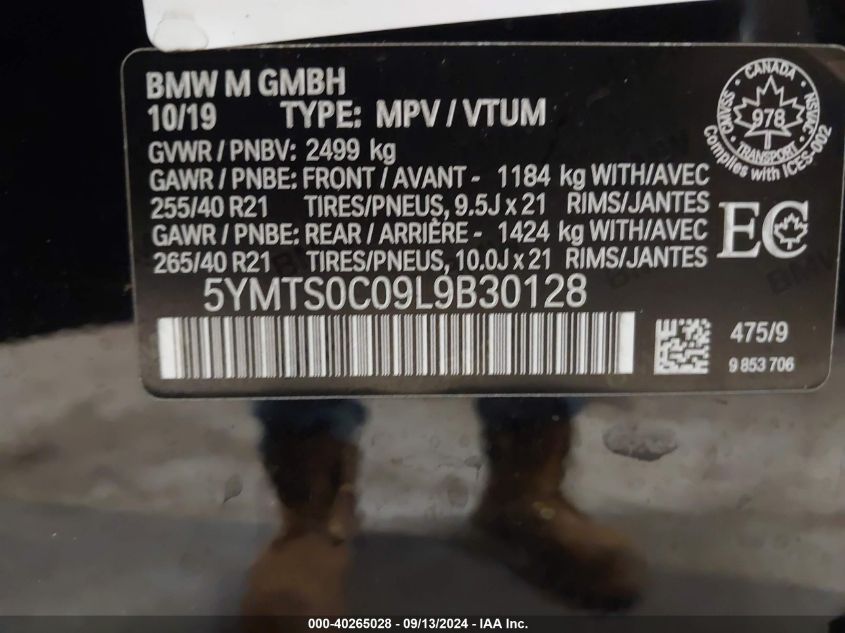 BMW M GMBH
10/19 TYPE: MPV / VTUM
GVWR / PNBV: 2499 kg
GAWR / PNBE: FRONT / AVANT - 1184 kg WITH/AVEC
255/40 R21 TIRES/PNEUS, 9.5J x 21 RIMS/JANTES
GAWR / PNBE: REAR / ARRIÈRE - 1424 kg WITH/AVEC
265/40 R21 TIRES/PNEUS, 10.0J x 21 RIMS/JANTES
5YMTS0C09L9B30128
CANADA
978
TRANSPORT
CMVSS
NSVAC
Complies with ICES-002
EC
475/9
9 853 706
BMW
000-40265028 - 09/13/2024 - IAA Inc.